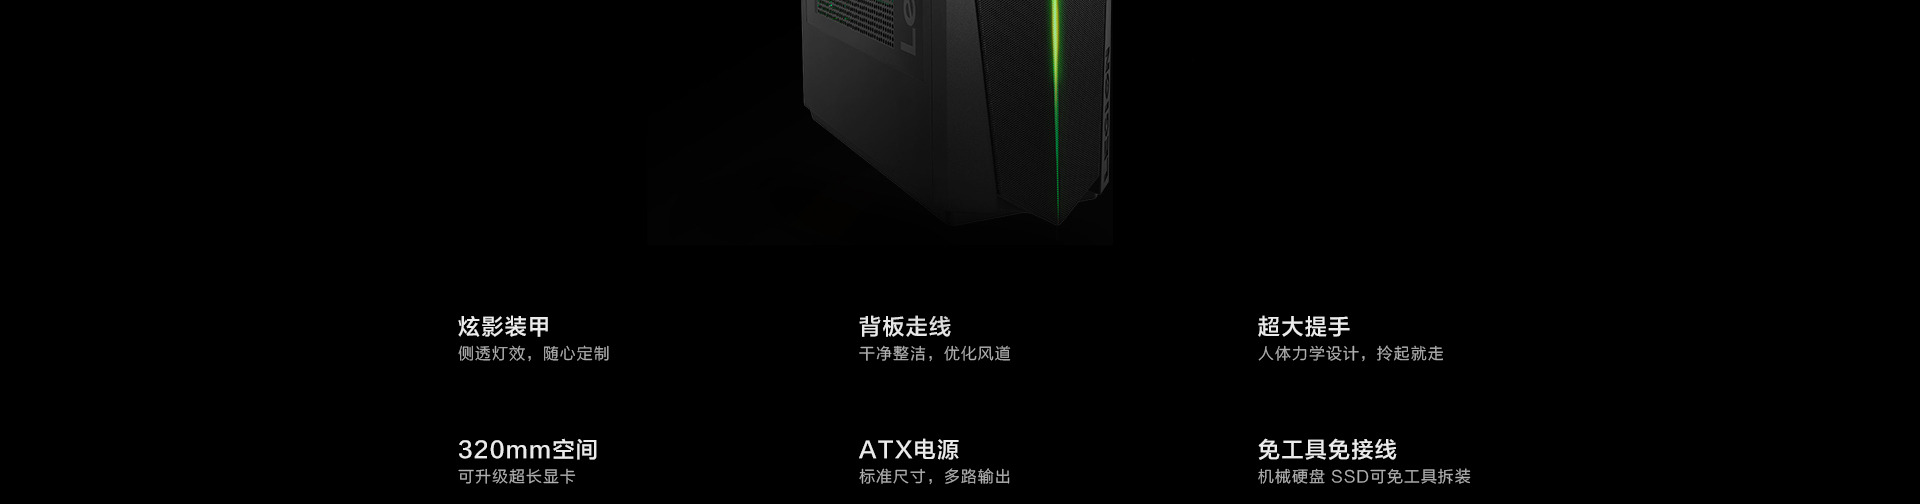 LEGION
炫影装甲
侧透灯效，随心定制
背板走线
干净整洁，优化风道
超大提手
人体力学设计，拎起就走
320mm空间
可升级超长显卡
ATX电源
标准尺寸，多路输出
免工具免接线
机械硬盘 SSD可免工具拆装